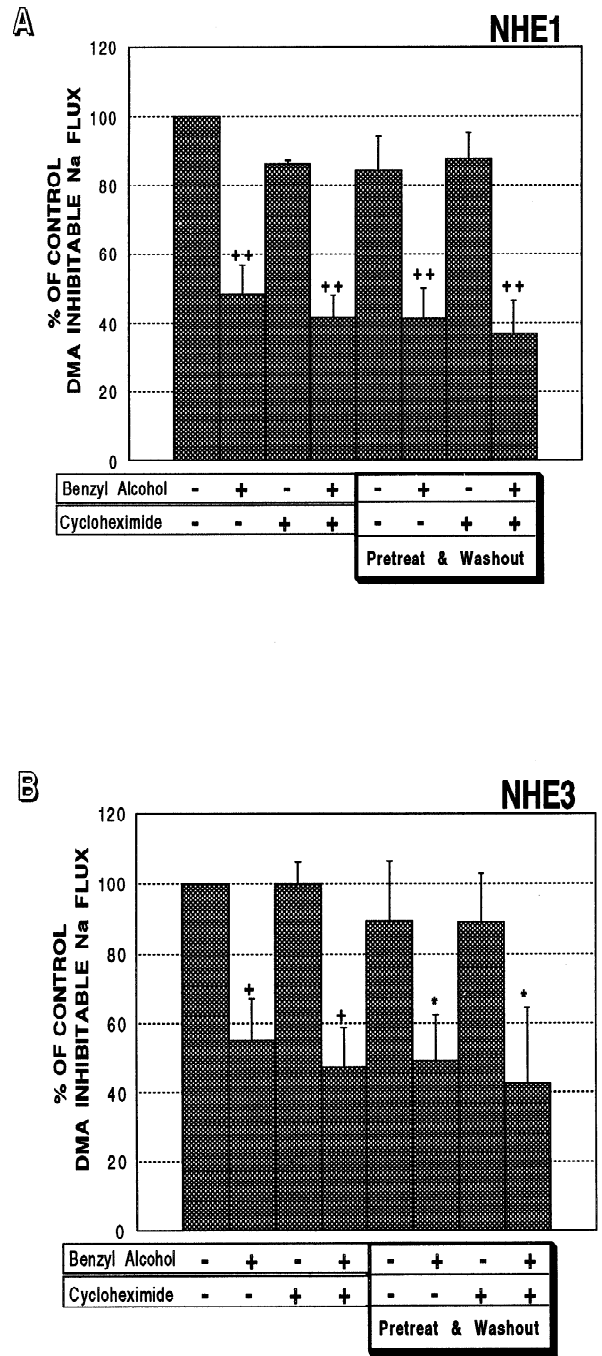 A
NHE1
120
100
80
60
40
20
0
% OF CONTROL
DMA INHIBITABLE Na FLUX
++
++
++
++
Benzyl Alcohol - + - + - + - +
Cycloheximide - - + + - - + +
Pretreat & Washout
B
NHE3
120
100
80
60
40
20
0
% OF CONTROL
DMA INHIBITABLE Na FLUX
+
+
*
*
Benzyl Alcohol - + - + - + - +
Cycloheximide - - + + - - + +
Pretreat & Washout